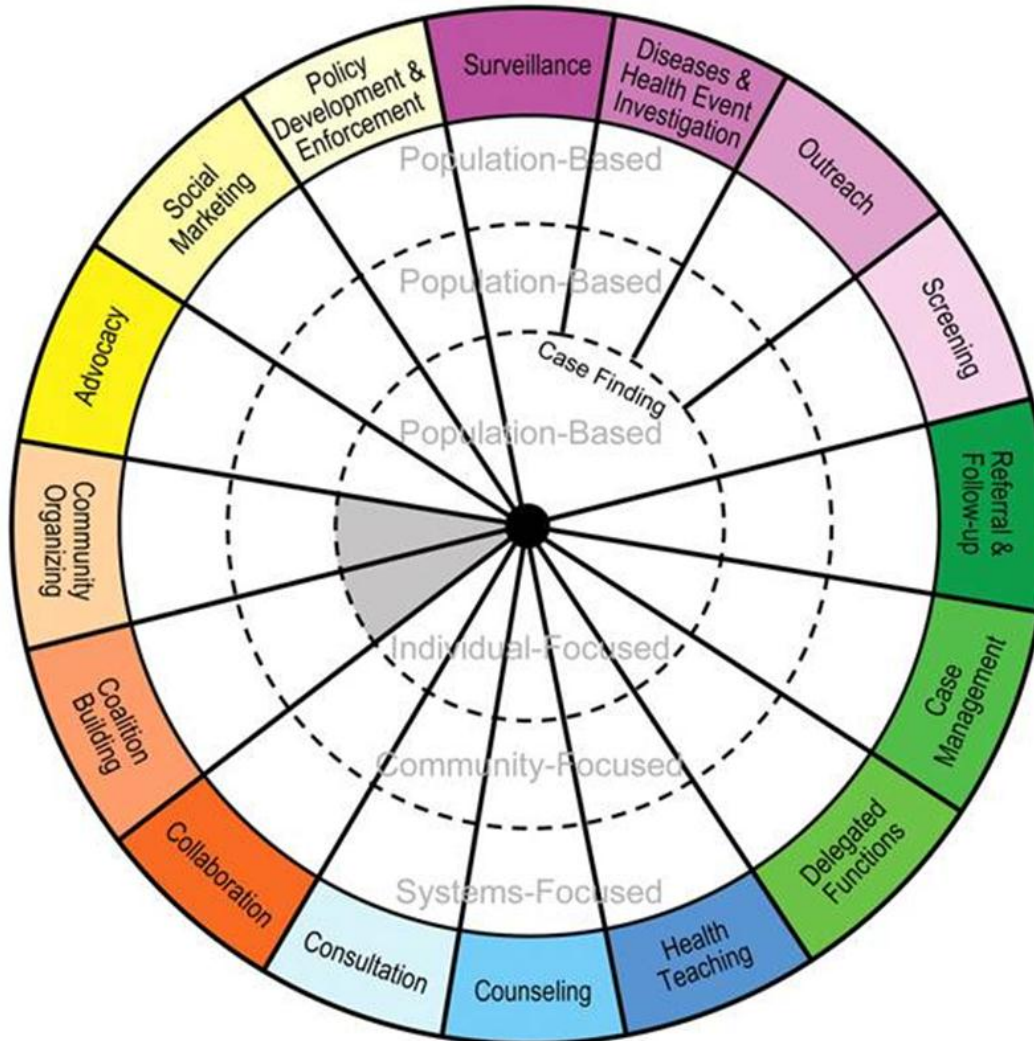 Surveillance
Diseases &
Health Event
Investigation
Outreach
Screening
Referral &
Follow-up
Case
Management
Delegated
Functions
Health
Teaching
Counseling
Consultation
Collaboration
Coalition
Building
Community
Organizing
Advocacy
Social
Marketing
Policy
Development &
Enforcement
Population-Based
Population-Based
Case Finding
Population-Based
Individual-Focused
Community-Focused
Systems-Focused